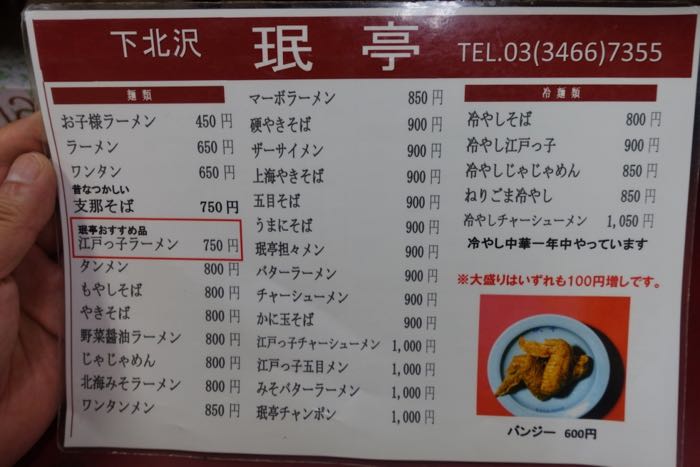 下北沢 珉亭 TEL.03(3466)7355
麺類
お子様ラーメン 450円
ラーメン 650円
ワンタン 650円
昔なつかしい
支那そば 750円
珉亭おすすめ品
江戸っ子ラーメン 750円
タンメン 800円
もやしそば 800円
やきそば 800円
野菜醤油ラーメン 800円
じゃじゃめん 800円
北海みそラーメン 800円
ワンタンメン 850円
マーボラーメン 850円
硬やきそば 900円
ザーサイメン 900円
上海やきそば 900円
五目そば 900円
うまにそば 900円
珉亭担々メン 900円
バターラーメン 900円
チャーシューメン 900円
かに玉そば 900円
江戸っ子チャーシューメン 1,000円
江戸っ子五目メン 1,000円
みそバターラーメン 1,000円
珉亭チャンポン 1,000円
冷麺類
冷やしそば 800円
冷やし江戸っ子 900円
冷やしじゃじゃめん 850円
ねりごま冷やし 850円
冷やしチャーシューメン 1,050円
冷やし中華一年中やっています
※大盛りはいずれも100円増しです。
パンジー 600円